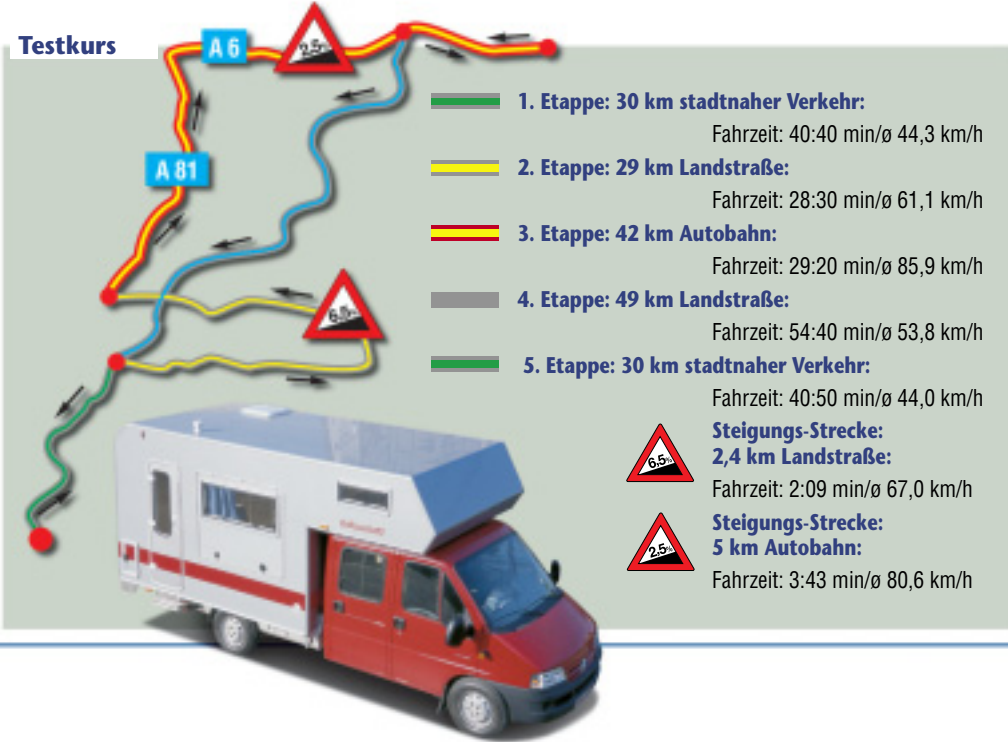 Testkurs
A 6
2,5%
A 81
6,5%
1. Etappe: 30 km stadtnaher Verkehr:
Fahrzeit: 40:40 min/ø 44,3 km/h
2. Etappe: 29 km Landstraße:
Fahrzeit: 28:30 min/ø 61,1 km/h
3. Etappe: 42 km Autobahn:
Fahrzeit: 29:20 min/ø 85,9 km/h
4. Etappe: 49 km Landstraße:
Fahrzeit: 54:40 min/ø 53,8 km/h
5. Etappe: 30 km stadtnaher Verkehr:
Fahrzeit: 40:50 min/ø 44,0 km/h
6,5%
Steigungs-Strecke:
2,4 km Landstraße:
Fahrzeit: 2:09 min/ø 67,0 km/h
2,5%
Steigungs-Strecke:
5 km Autobahn:
Fahrzeit: 3:43 min/ø 80,6 km/h